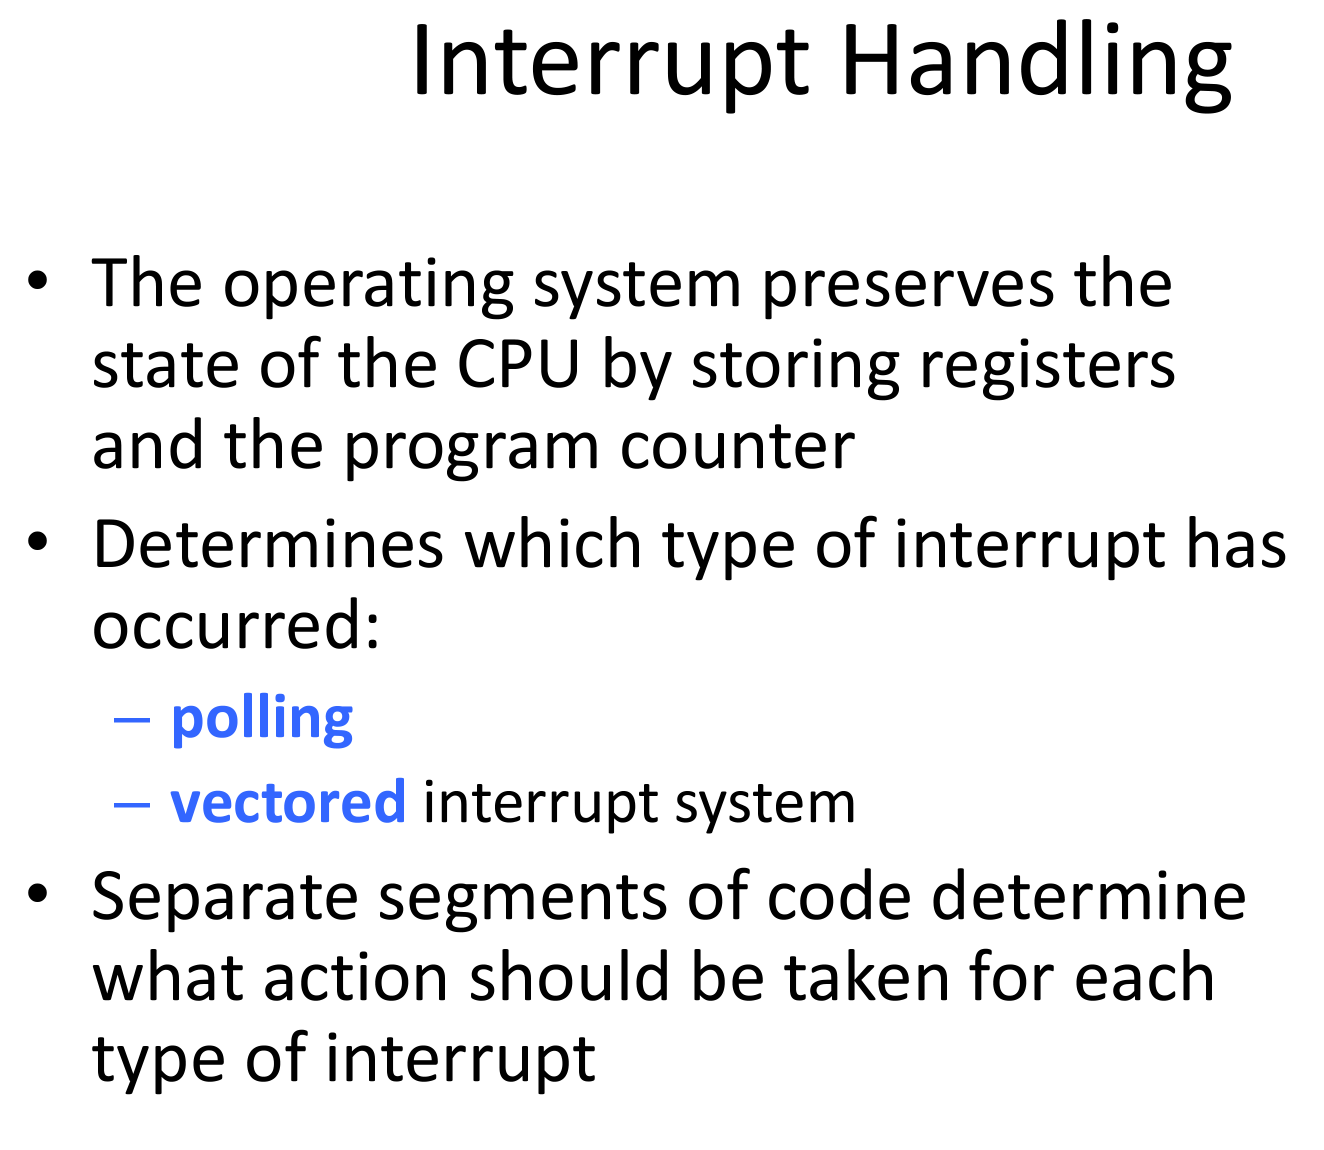 Interrupt Handling
• The operating system preserves the
state of the CPU by storing registers
and the program counter
• Determines which type of interrupt has
occurred:
– polling
– vectored interrupt system
• Separate segments of code determine
what action should be taken for each
type of interrupt